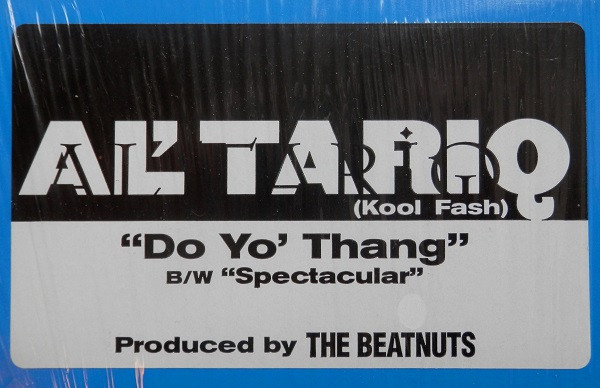 AL' TARIQ
(Kool Fash)
“Do Yo' Thang”
B/W “Spectacular”
Produced by THE BEATNUTS